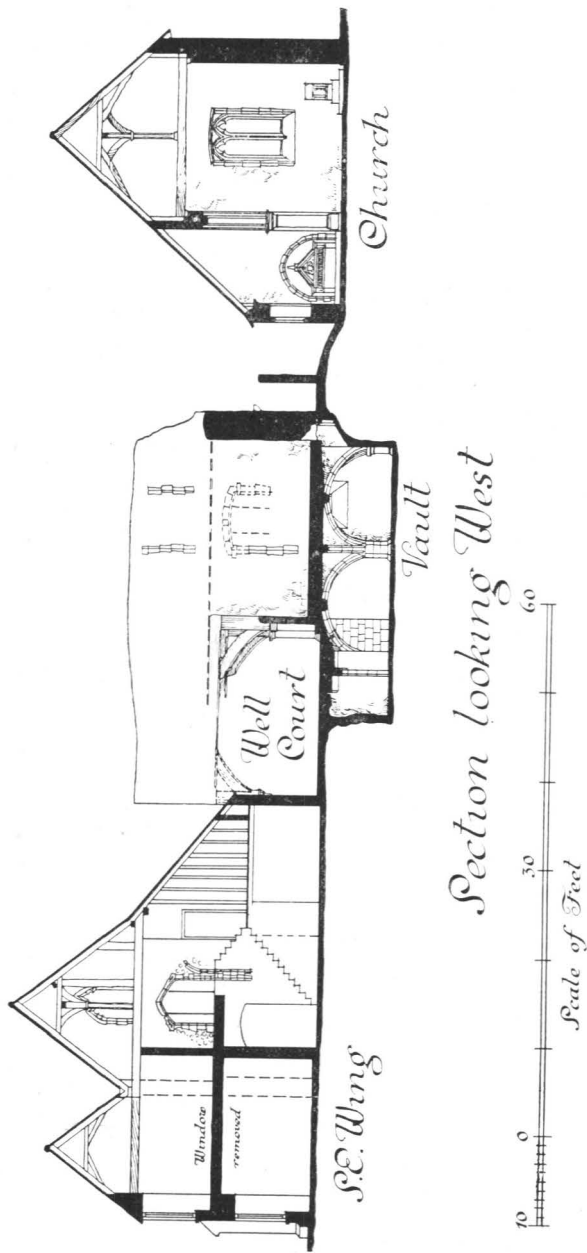 Church
Well
Court
Vault
Window
removed
S.E. Wing
Section looking West
10 0 30 60
Scale of Feet